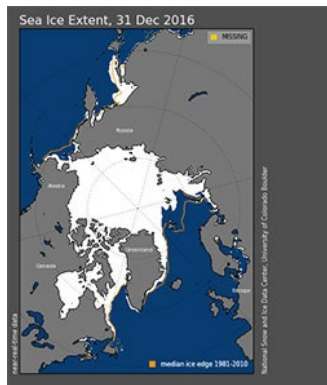 Sea Ice Extent, 31 Dec 2016
MISSING
Russia
Alaska
Greenland
Canada
Europe
median ice edge 1981-2010
near-real-time data
National Snow and Ice Data Center, University of Colorado Boulder